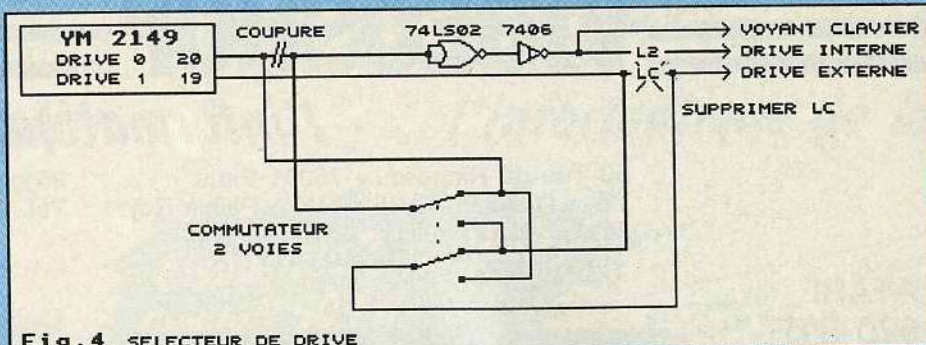 YM 2149
DRIVE 0 20
DRIVE 1 19
COUPURE
74LS02 7406
VOYANT CLAVIER
L2 DRIVE INTERNE
LC DRIVE EXTERNE
SUPPRIMER LC
COMMUTATEUR
2 VOIES
Fig.4 SELECTEUR DE DRIVE